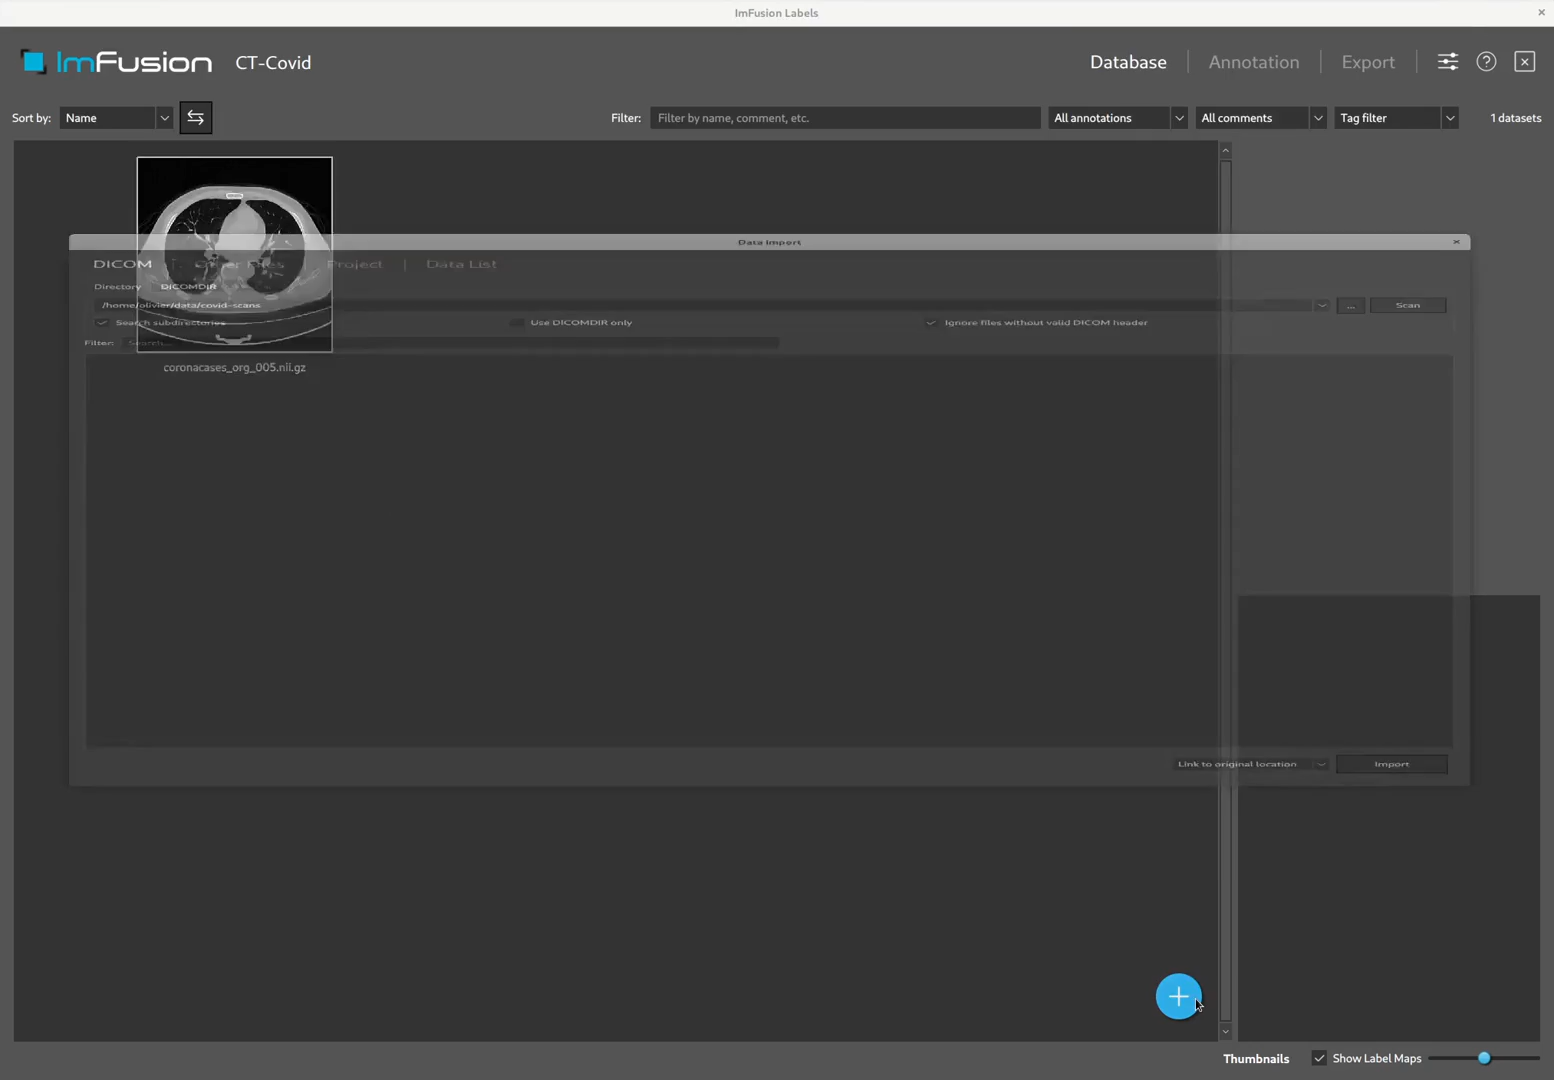 ImFusion Labels
ImFusion CT-Covid
Database Annotation Export
Sort by: Name Filter: Filter by name, comment, etc. All annotations All comments Tag filter 1 datasets
Data Import
DICOM Other Files Project Data List
Directory DICOMDIR
/home/olivier/data/covid-scans ... Scan
Search subdirectories Use DICOMDIR only Ignore files without valid DICOM header
Filter: Search...
coronacases_org_005.nii.gz
Link to original location Import
Thumbnails Show Label Maps